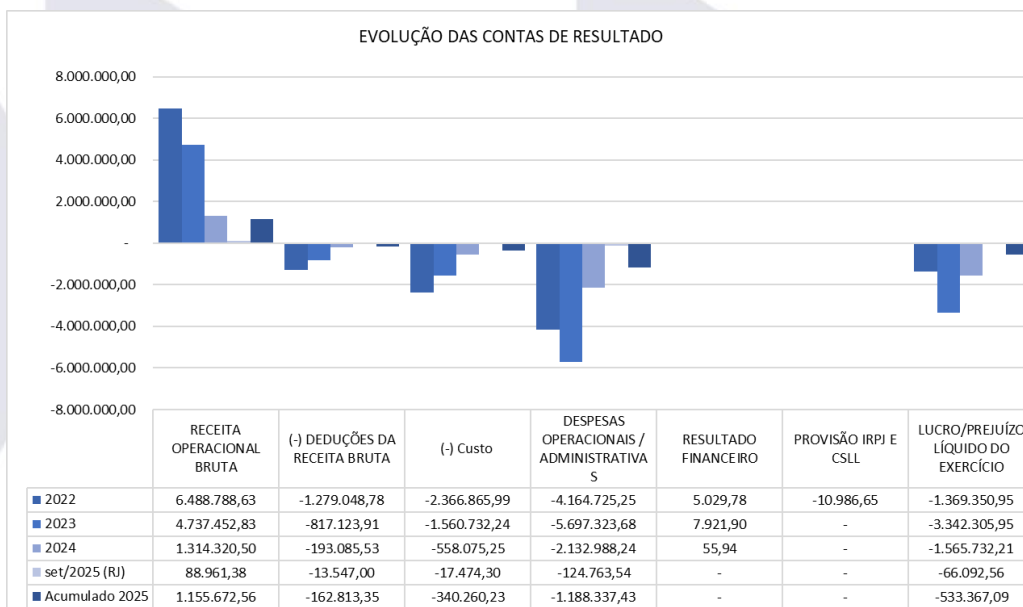 EVOLUÇÃO DAS CONTAS DE RESULTADO
8.000.000,00
6.000.000,00
4.000.000,00
2.000.000,00
-
-2.000.000,00
-4.000.000,00
-6.000.000,00
-8.000.000,00
RECEITA
OPERACIONAL
BRUTA
(-) DEDUÇÕES DA
RECEITA BRUTA
(-) Custo
DESPESAS
OPERACIONAIS /
ADMINISTRATIVA
S
RESULTADO
FINANCEIRO
PROVISÃO IRPJ E
CSLL
LUCRO/PREJUÍZO
LÍQUIDO DO
EXERCÍCIO
2022 6.488.788,63 -1.279.048,78 -2.366.865,99 -4.164.725,25 5.029,78 -10.986,65 -1.369.350,95
2023 4.737.452,83 -817.123,91 -1.560.732,24 -5.697.323,68 7.921,90 - -3.342.305,95
2024 1.314.320,50 -193.085,53 -558.075,25 -2.132.988,24 55,94 - -1.565.732,21
set/2025 (RJ) 88.961,38 -13.547,00 -17.474,30 -124.763,54 - - -66.092,56
Acumulado 2025 1.155.672,56 -162.813,35 -340.260,23 -1.188.337,43 - - -533.367,09